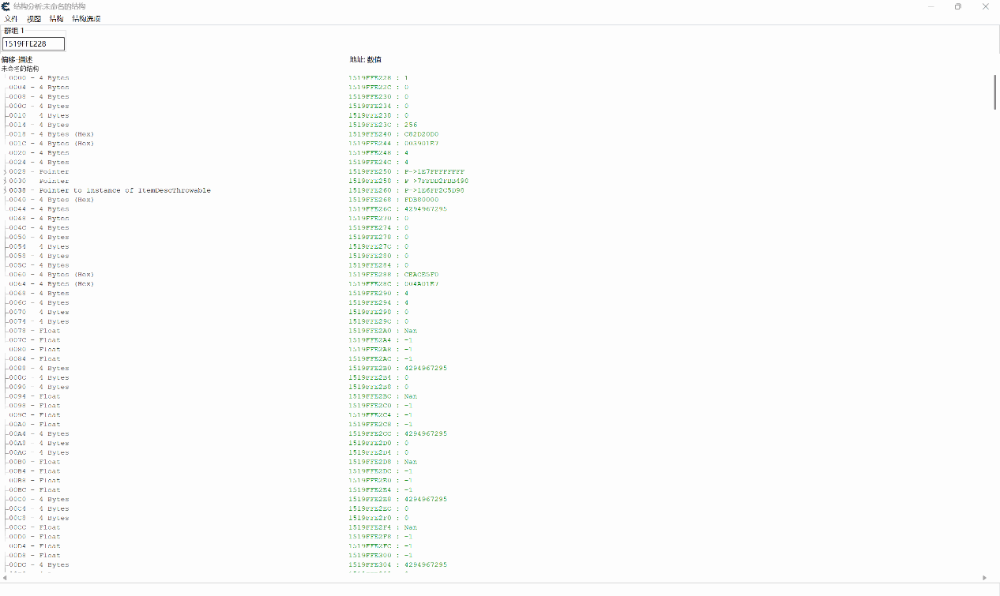 结构分析:未命名的结构
文件 视图 结构 结构选项
群组 1
1519FFE228
偏移-描述 地址: 数值
未命名的结构
0000 - 4 Bytes 1519FFE228 : 1
0004 - 4 Bytes 1519FFE22C : 0
0008 - 4 Bytes 1519FFE230 : 0
000C - 4 Bytes 1519FFE234 : 0
0010 - 4 Bytes 1519FFE238 : 0
0014 - 4 Bytes 1519FFE23C : 256
0018 - 4 Bytes (Hex) 1519FFE240 : C82D20D0
001C - 4 Bytes (Hex) 1519FFE244 : 003901E7
0020 - 4 Bytes 1519FFE248 : 4
0024 - 4 Bytes 1519FFE24C : 4
0028 - Pointer 1519FFE250 : P->1E7FFFFFFFF
0030 - Pointer 1519FFE258 : P->7FFDB2FBB498
0038 - Pointer to instance of ItemDescThrowable 1519FFE260 : P->1E6FF2C5D98
0040 - 4 Bytes (Hex) 1519FFE268 : FDB80000
0044 - 4 Bytes 1519FFE26C : 4294967295
0048 - 4 Bytes 1519FFE270 : 0
004C - 4 Bytes 1519FFE274 : 0
0050 - 4 Bytes 1519FFE278 : 0
0054 - 4 Bytes 1519FFE27C : 0
0058 - 4 Bytes 1519FFE280 : 0
005C - 4 Bytes 1519FFE284 : 0
0060 - 4 Bytes (Hex) 1519FFE288 : CEACE5F0
0064 - 4 Bytes (Hex) 1519FFE28C : 004A01E7
0068 - 4 Bytes 1519FFE290 : 4
006C - 4 Bytes 1519FFE294 : 4
0070 - 4 Bytes 1519FFE298 : 0
0074 - 4 Bytes 1519FFE29C : 0
0078 - Float 1519FFE2A0 : Nan
007C - Float 1519FFE2A4 : -1
0080 - Float 1519FFE2A8 : -1
0084 - Float 1519FFE2AC : -1
0088 - 4 Bytes 1519FFE2B0 : 4294967295
008C - 4 Bytes 1519FFE2B4 : 0
0090 - 4 Bytes 1519FFE2B8 : 0
0094 - Float 1519FFE2BC : Nan
0098 - Float 1519FFE2C0 : -1
009C - Float 1519FFE2C4 : -1
00A0 - Float 1519FFE2C8 : -1
00A4 - 4 Bytes 1519FFE2CC : 4294967295
00A8 - 4 Bytes 1519FFE2D0 : 0
00AC - 4 Bytes 1519FFE2D4 : 0
00B0 - Float 1519FFE2D8 : Nan
00B4 - Float 1519FFE2DC : -1
00B8 - Float 1519FFE2E0 : -1
00BC - Float 1519FFE2E4 : -1
00C0 - 4 Bytes 1519FFE2E8 : 4294967295
00C4 - 4 Bytes 1519FFE2EC : 0
00C8 - 4 Bytes 1519FFE2F0 : 0
00CC - Float 1519FFE2F4 : Nan
00D0 - Float 1519FFE2F8 : -1
00D4 - Float 1519FFE2FC : -1
00D8 - Float 1519FFE300 : -1
00DC - 4 Bytes 1519FFE304 : 4294967295